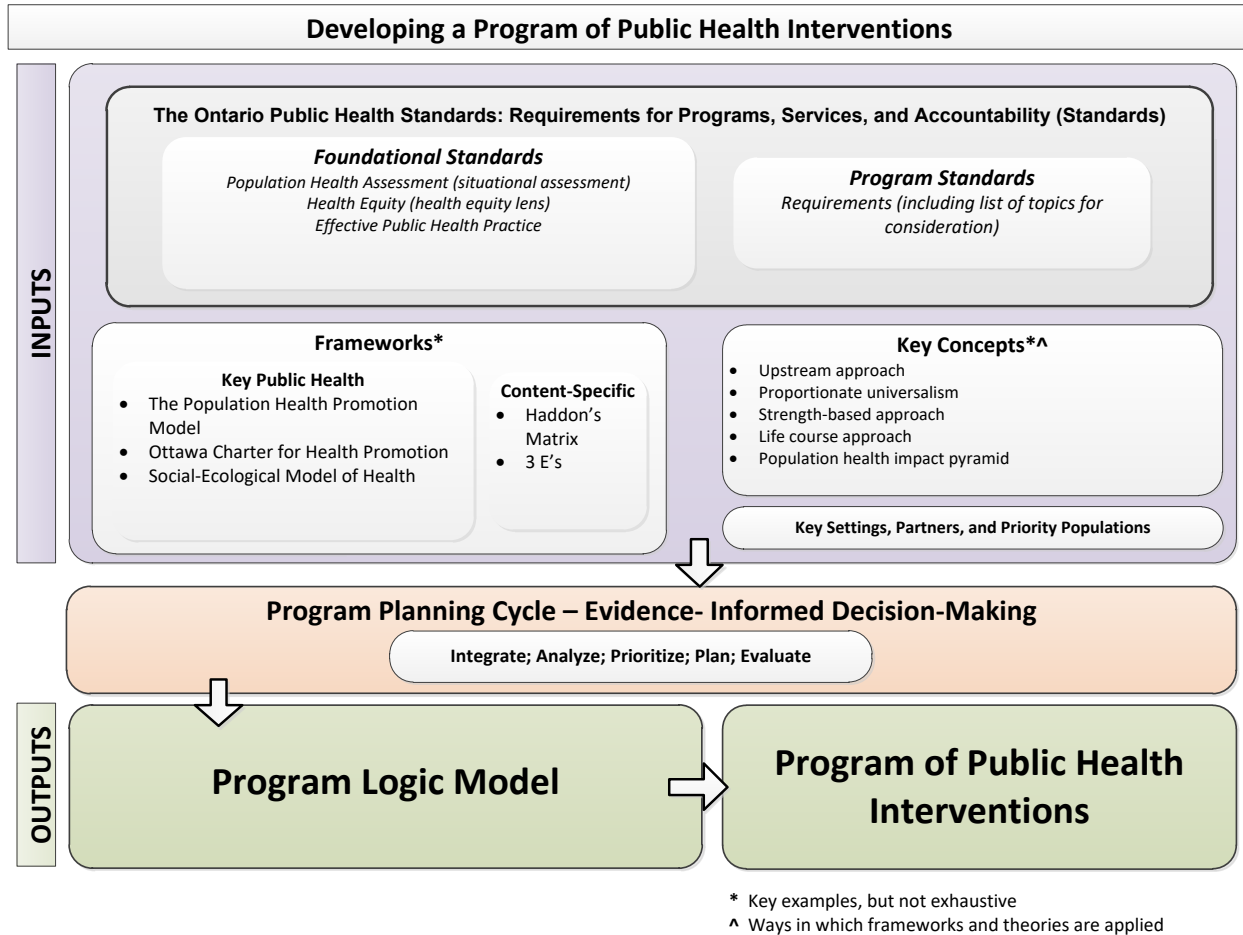 Developing a Program of Public Health Interventions
INPUTS
The Ontario Public Health Standards: Requirements for Programs, Services, and Accountability (Standards)
Foundational Standards
Population Health Assessment (situational assessment)
Health Equity (health equity lens)
Effective Public Health Practice
Program Standards
Requirements (including list of topics for
consideration)
Frameworks*
Key Public Health
• The Population Health Promotion
Model
• Ottawa Charter for Health Promotion
• Social-Ecological Model of Health
Content-Specific
• Haddon’s
Matrix
• 3 E’s
Key Concepts*^
• Upstream approach
• Proportionate universalism
• Strength-based approach
• Life course approach
• Population health impact pyramid
Key Settings, Partners, and Priority Populations
Program Planning Cycle – Evidence- Informed Decision-Making
Integrate; Analyze; Prioritize; Plan; Evaluate
OUTPUTS
Program Logic Model
Program of Public Health
Interventions
* Key examples, but not exhaustive
^ Ways in which frameworks and theories are applied